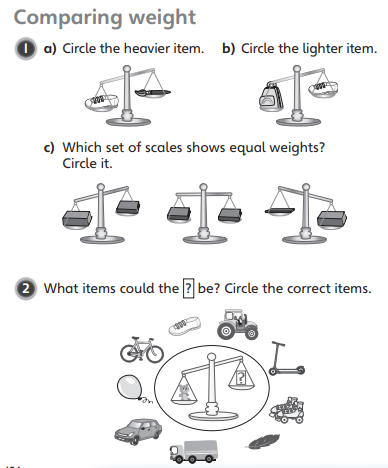 Comparing weight
1 a) Circle the heavier item. b) Circle the lighter item.
c) Which set of scales shows equal weights?
Circle it.
2 What items could the ? be? Circle the correct items.
?